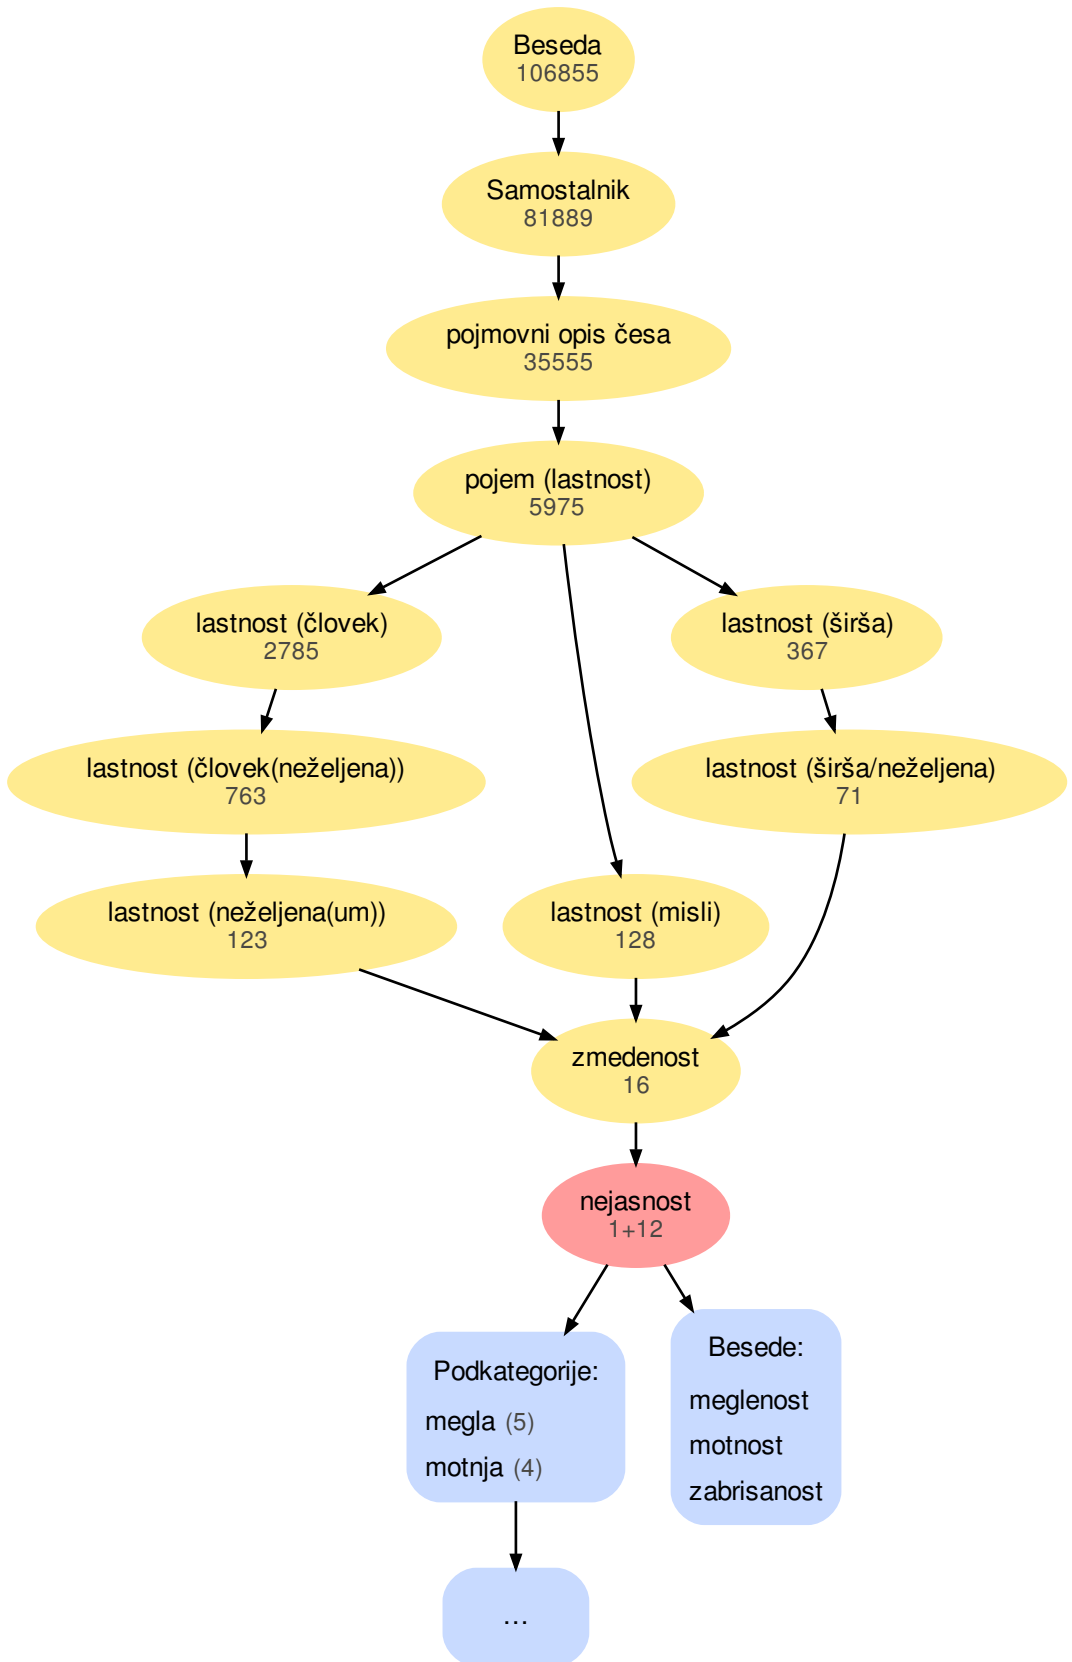 Beseda
106855
Samostalnik
81889
pojmovni opis česa
35555
pojem (lastnost)
5975
lastnost (človek)
2785
lastnost (širša)
367
lastnost (človek(neželjena))
763
lastnost (širša/neželjena)
71
lastnost (neželjena(um))
123
lastnost (misli)
128
zmedenost
16
nejasnost
1+12
Podkategorije:
megla (5)
motnja (4)
Besede:
meglenost
motnost
zabrisanost
...